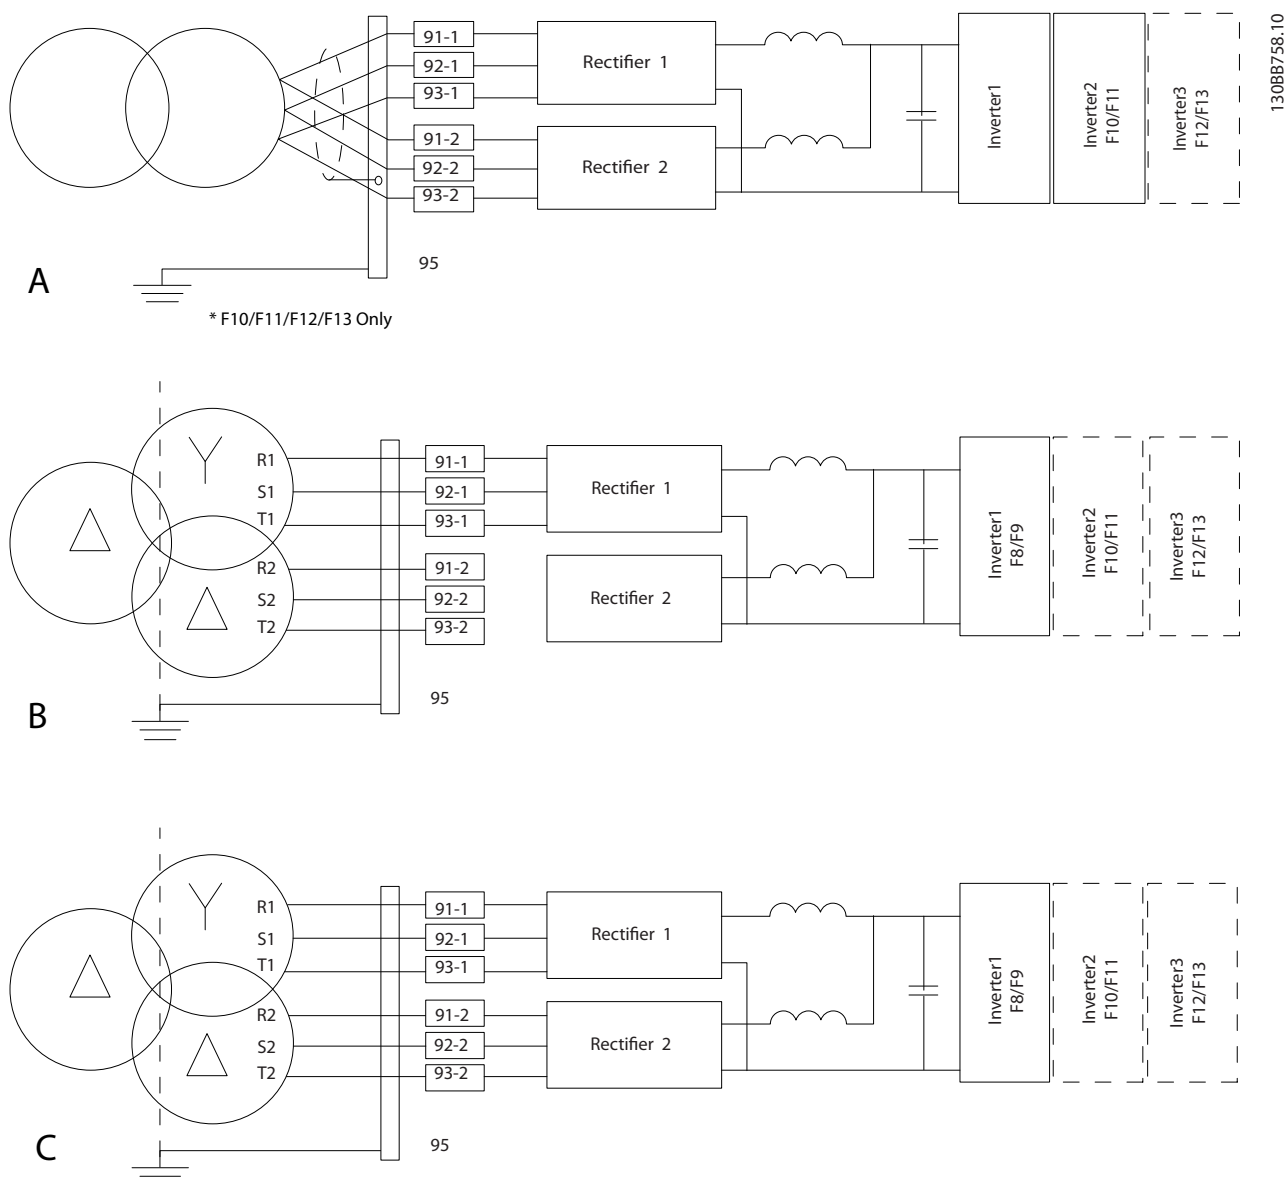 130BB758.10
91-1
92-1
93-1
91-2
92-2
93-2
Rectifier 1
Rectifier 2
Inverter1
Inverter2
F10/F11
Inverter3
F12/F13
95
A
* F10/F11/F12/F13 Only
R1
S1
T1
R2
S2
T2
91-1
92-1
93-1
91-2
92-2
93-2
Rectifier 1
Rectifier 2
Inverter1
F8/F9
Inverter2
F10/F11
Inverter3
F12/F13
95
B
R1
S1
T1
R2
S2
T2
91-1
92-1
93-1
91-2
92-2
93-2
Rectifier 1
Rectifier 2
Inverter1
F8/F9
Inverter2
F10/F11
Inverter3
F12/F13
95
C